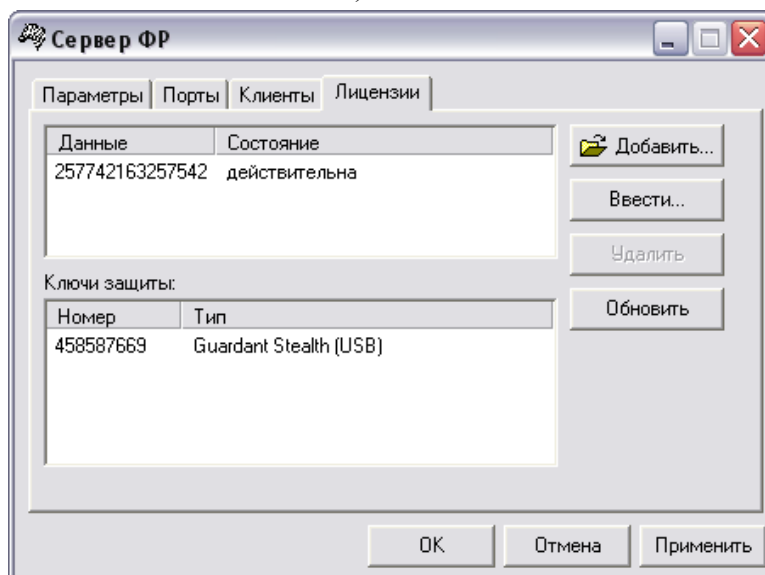 Сервер ФР
Параметры Порты Клиенты Лицензии
Данные Состояние
257742163257542 действительна
Добавить...
Ввести...
Удалить
Обновить
Ключи защиты:
Номер Тип
458587669 Guardant Stealth (USB)
OK Отмена Применить